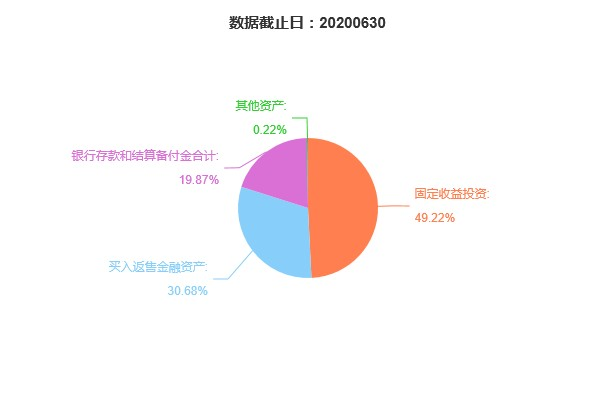 数据截止日：20200630
其他资产:
0.22%
银行存款和结算备付金合计:
19.87%
固定收益投资:
49.22%
买入返售金融资产:
30.68%